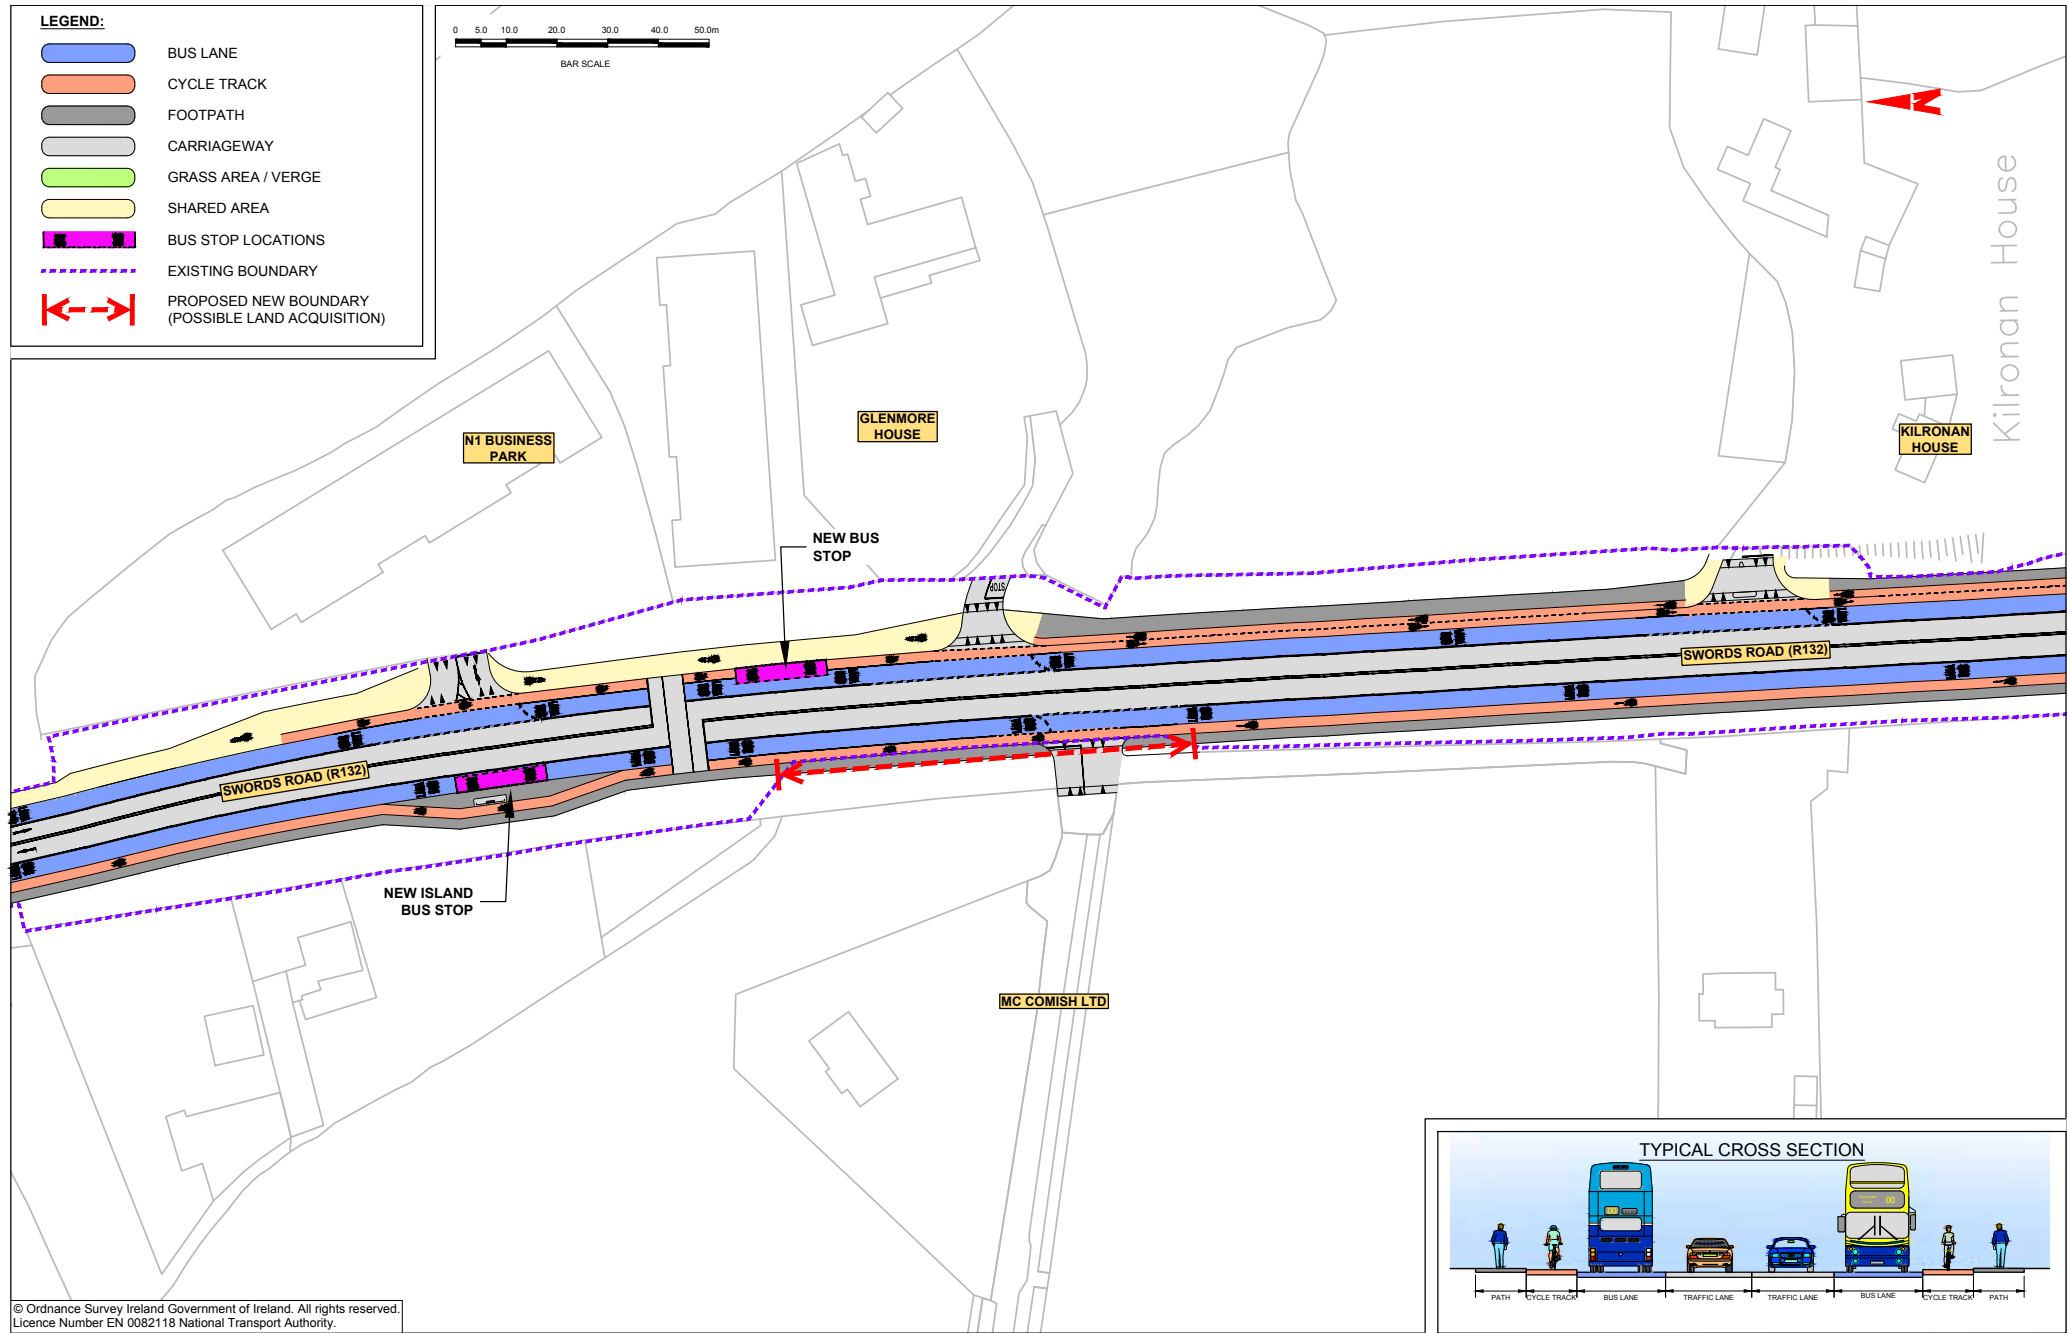 LEGEND:
BUS LANE
CYCLE TRACK
FOOTPATH
CARRIAGEWAY
GRASS AREA / VERGE
SHARED AREA
BUS STOP LOCATIONS
EXISTING BOUNDARY
PROPOSED NEW BOUNDARY
(POSSIBLE LAND ACQUISITION)
0 5.0 10.0 20.0 30.0 40.0 50.0m
BAR SCALE
N
Kilronan House
N1 BUSINESS
PARK
GLENMORE
HOUSE
KILRONAN
HOUSE
NEW BUS
STOP
STOP
SWORDS ROAD (R132)
SWORDS ROAD (R132)
NEW ISLAND
BUS STOP
MC COMISH LTD
TYPICAL CROSS SECTION
00
00
PATH CYCLE TRACK BUS LANE TRAFFIC LANE TRAFFIC LANE BUS LANE CYCLE TRACK PATH
© Ordnance Survey Ireland Government of Ireland. All rights reserved.
Licence Number EN 0082118 National Transport Authority.